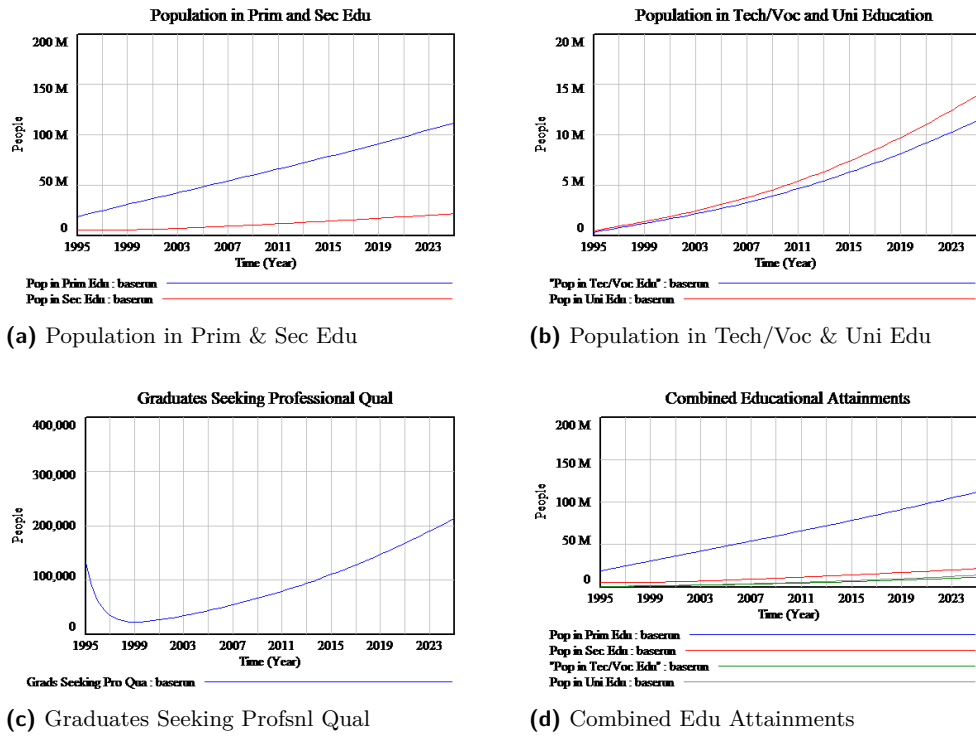 Population in Prim and Sec Edu
200 M
150 M
100 M
50 M
0
People
1995 1999 2003 2007 2011 2015 2019 2023
Time (Year)
Pop in Prim Edu : baserun
Pop in Sec Edu : baserun
(a) Population in Prim & Sec Edu
Population in Tech/Voc and Uni Education
20 M
15 M
10 M
5 M
0
People
1995 1999 2003 2007 2011 2015 2019 2023
Time (Year)
"Pop in Tec/Voc Edu" : baserun
Pop in Uni Edu : baserun
(b) Population in Tech/Voc & Uni Edu
Graduates Seeking Professional Qual
400,000
300,000
200,000
100,000
0
People
1995 1999 2003 2007 2011 2015 2019 2023
Time (Year)
Grads Seeking Pro Qua : baserun
(c) Graduates Seeking Profsnl Qual
Combined Educational Attainments
200 M
150 M
100 M
50 M
0
People
1995 1999 2003 2007 2011 2015 2019 2023
Time (Year)
Pop in Prim Edu : baserun
Pop in Sec Edu : baserun
"Pop in Tec/Voc Edu" : baserun
Pop in Uni Edu : baserun
(d) Combined Edu Attainments